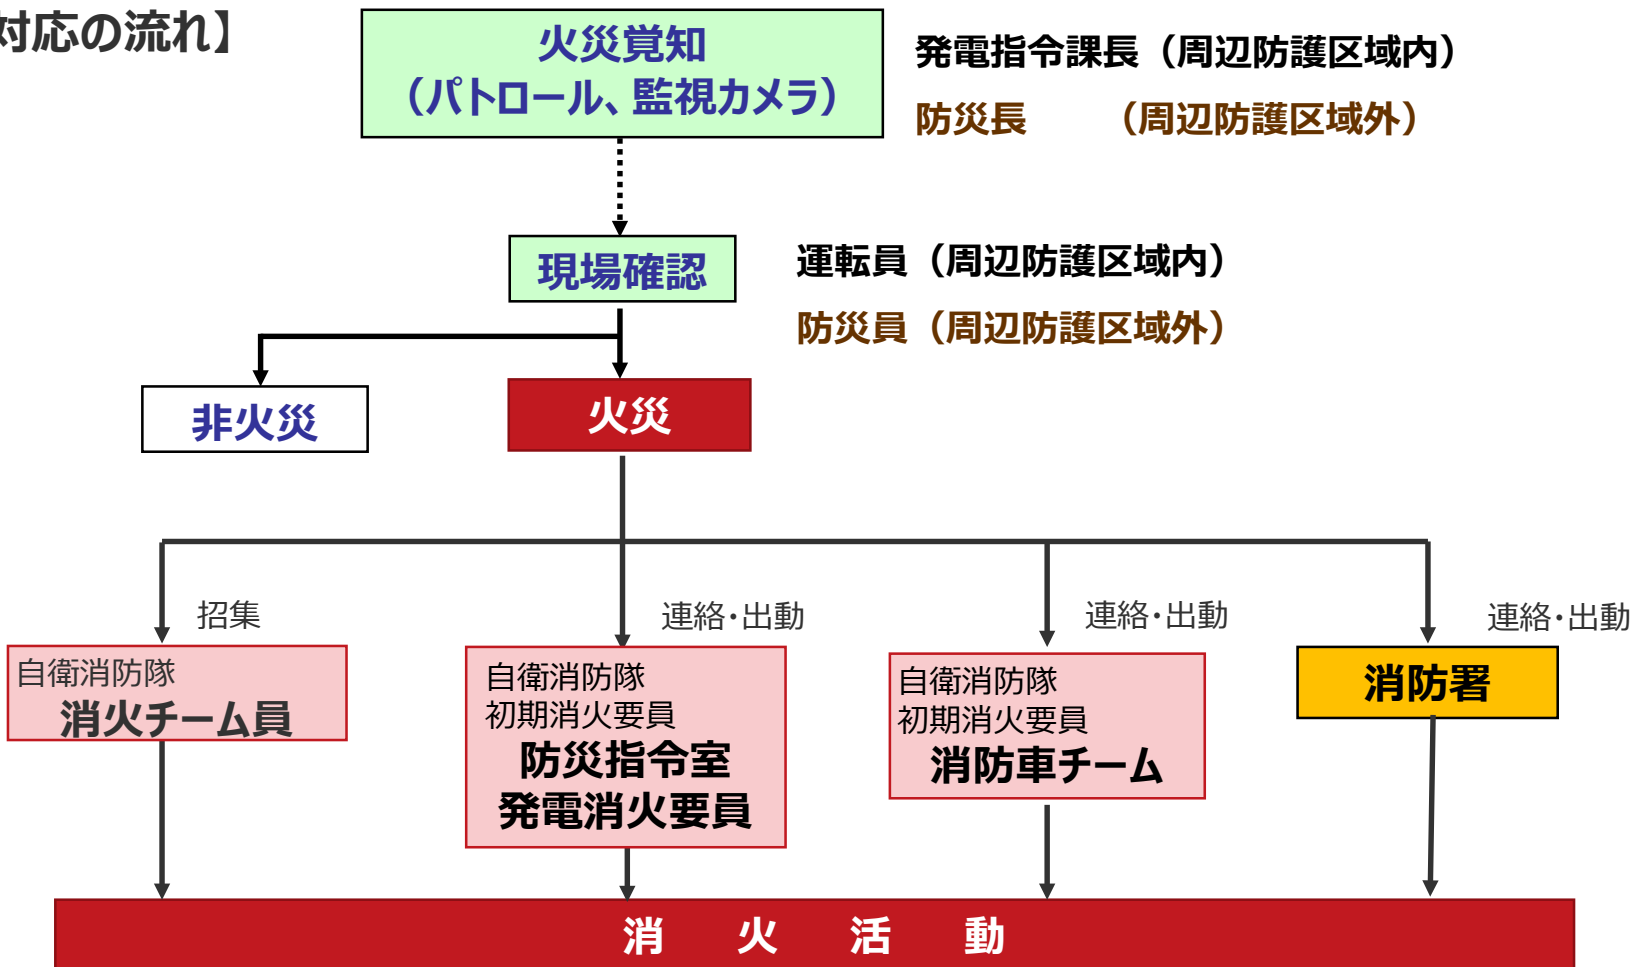 対応の流れ】
火災覚知
（パトロール、監視カメラ）
発電指令課長（周辺防護区域内）
防災長　　（周辺防護区域外）
現場確認
運転員（周辺防護区域内）
防災員（周辺防護区域外）
非火災
火災
招集
連絡・出動
連絡・出動
連絡・出動
自衛消防隊
消火チーム員
自衛消防隊
初期消火要員
防災指令室
発電消火要員
自衛消防隊
初期消火要員
消防車チーム
消防署
消　火　活　動